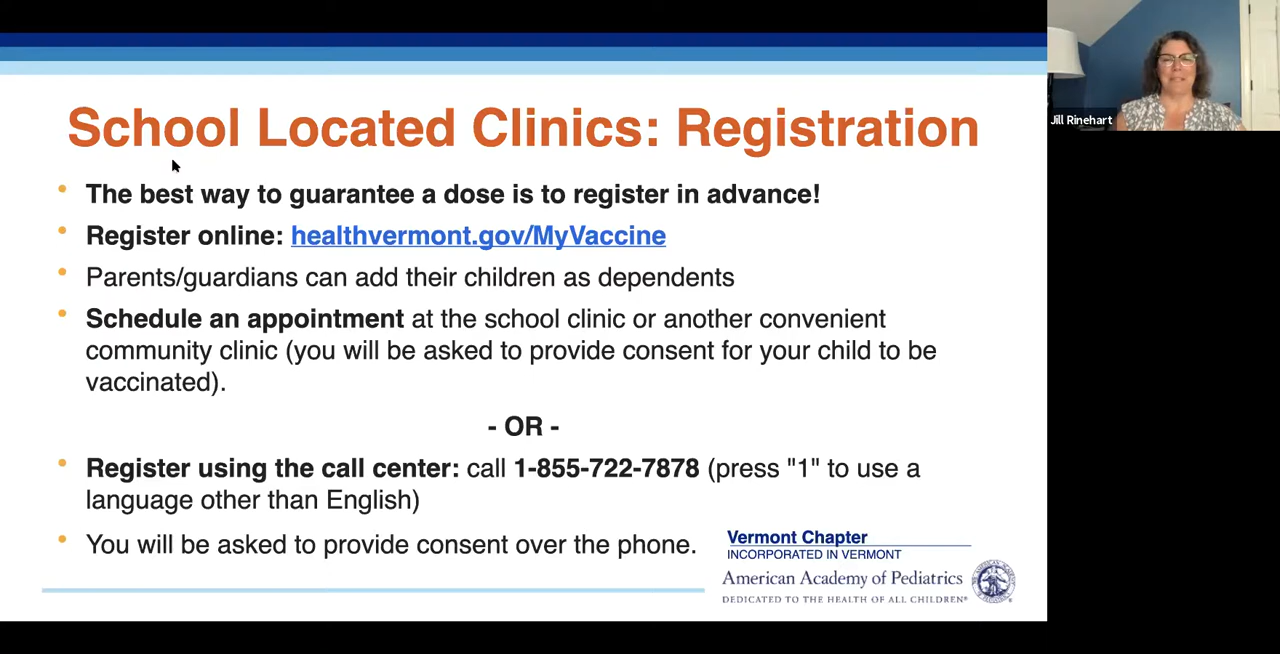 School Located Clinics: Registration
Jill Rinehart
• The best way to guarantee a dose is to register in advance!
• Register online: healthvermont.gov/MyVaccine
• Parents/guardians can add their children as dependents
• Schedule an appointment at the school clinic or another convenient
community clinic (you will be asked to provide consent for your child to be
vaccinated).
- OR -
• Register using the call center: call 1-855-722-7878 (press "1" to use a
language other than English)
• You will be asked to provide consent over the phone.
Vermont Chapter
INCORPORATED IN VERMONT
American Academy of Pediatrics
DEDICATED TO THE HEALTH OF ALL CHILDREN®